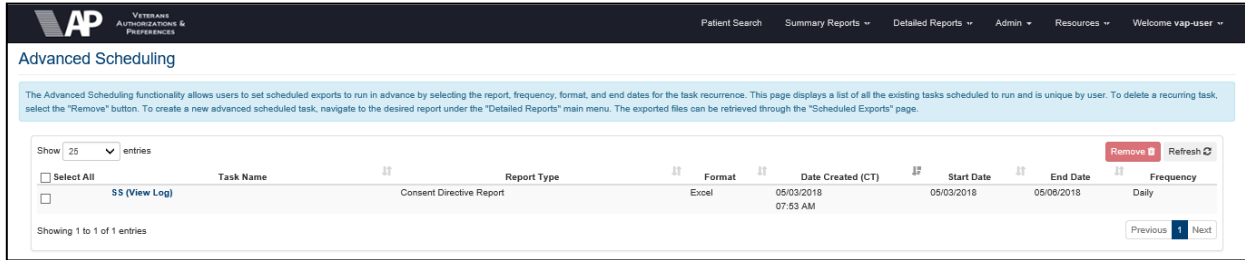 VAP VETERANS AUTHORIZATIONS & PREFERENCES Patient Search Summary Reports Detailed Reports Admin Resources Welcome vap-user
Advanced Scheduling
The Advanced Scheduling functionality allows users to set scheduled exports to run in advance by selecting the report, frequency, format, and end dates for the task recurrence. This page displays a list of all the existing tasks scheduled to run and is unique by user. To delete a recurring task,
select the "Remove" button. To create a new advanced scheduled task, navigate to the desired report under the "Detailed Reports" main menu. The exported files can be retrieved through the "Scheduled Exports" page.
Show 25 entries Remove Refresh
Select All Task Name Report Type Format Date Created (CT) Start Date End Date Frequency
SS (View Log) Consent Directive Report Excel 05/03/2018 05/03/2018 05/06/2018 Daily
07:53 AM
Showing 1 to 1 of 1 entries Previous 1 Next